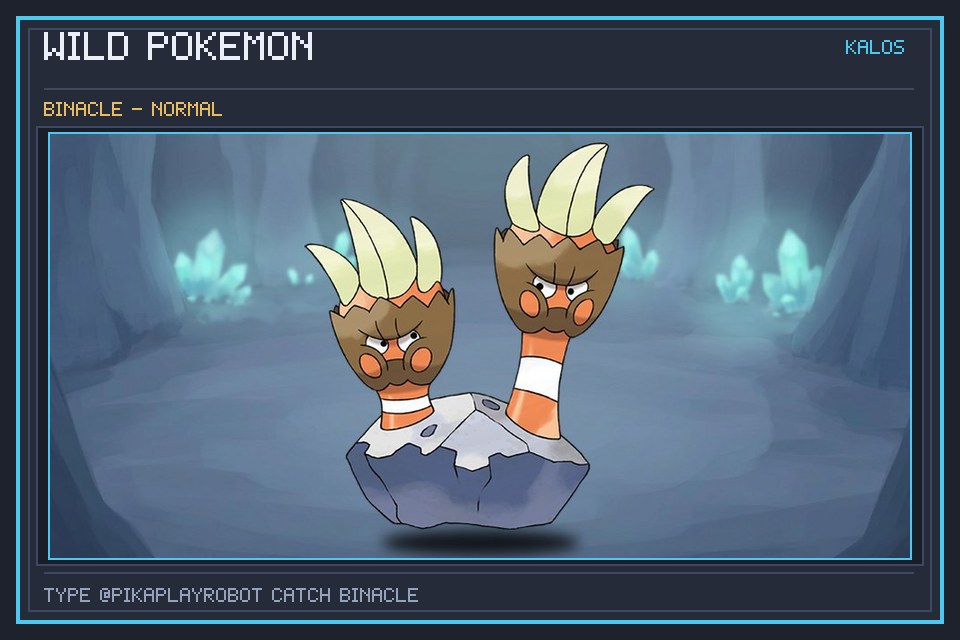 WILD POKEMON
KALOS
BINACLE - NORMAL
TYPE @PIKAPLAYROBOT CATCH BINACLE